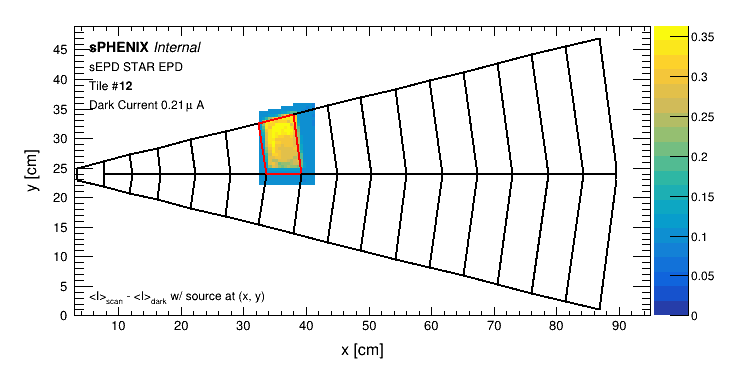 sPHENIX Internal
sEPD STAR EPD
Tile #12
Dark Current 0.21 μ A
<I>scan - <I>dark w/ source at (x, y)
y [cm]
45
40
35
30
25
20
15
10
5
0
10 20 30 40 50 60 70 80 90
x [cm]
0.35
0.3
0.25
0.2
0.15
0.1
0.05
0